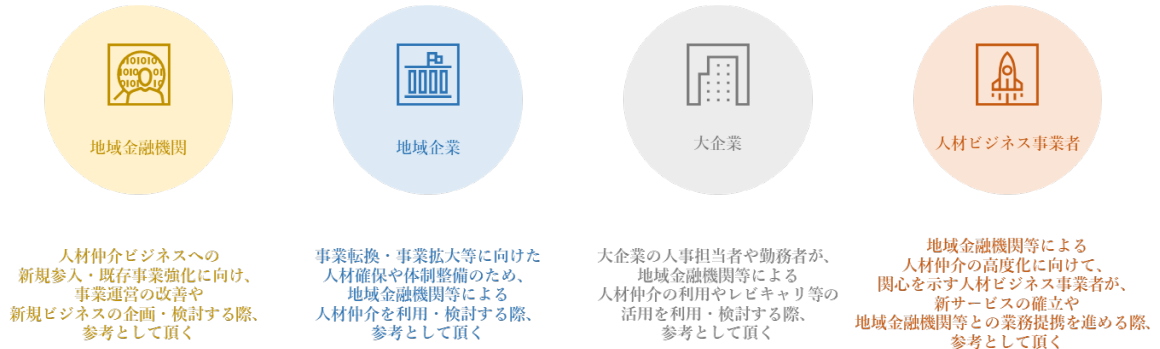 地域金融機関
人材仲介ビジネスへの
新規参入・既存事業強化に向け、
事業運営の改善や
新規ビジネスの企画・検討する際、
参考として頂く
地域企業
事業転換・事業拡大等に向けた
人材確保や体制整備のため、
地域金融機関等による
人材仲介を利用・検討する際、
参考として頂く
大企業
大企業の人事担当者や勤務者が、
地域金融機関等による
人材仲介の利用やレビキャリ等の
活用を利用・検討する際、
参考として頂く
人材ビジネス事業者
地域金融機関等による
人材仲介の高度化に向けて、
関心を示す人材ビジネス事業者が、
新サービスの確立や
地域金融機関等との業務提携を進める際、
参考として頂く